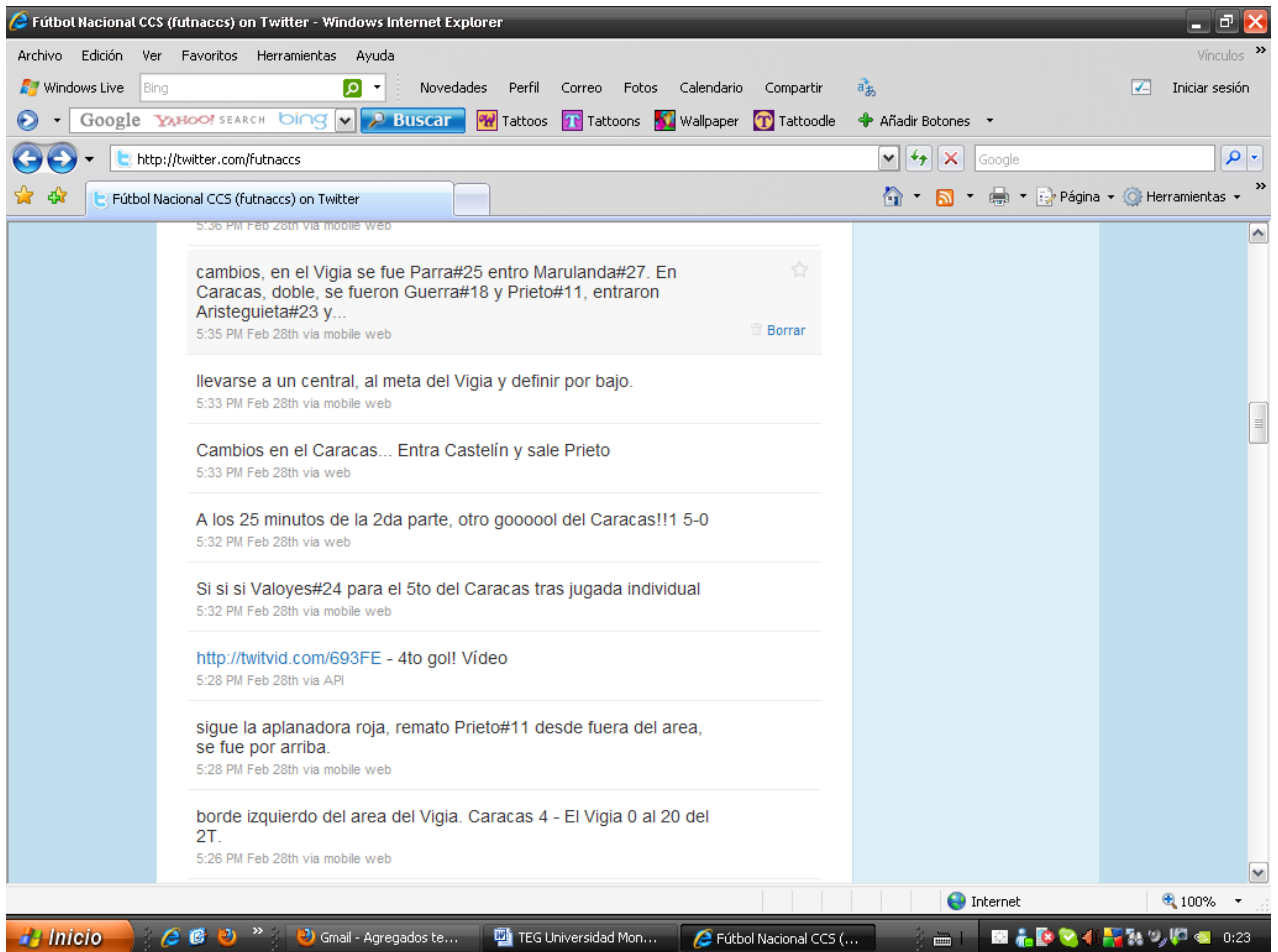 Fútbol Nacional CCS (futnaccs) on Twitter - Windows Internet Explorer
Archivo Edición Ver Favoritos Herramientas Ayuda Vínculos »
Windows Live Bing Novedades Perfil Correo Fotos Calendario Compartir Iniciar sesión
Google YAHOO! SEARCH bing Buscar Tattoos Tattoons Wallpaper Tattoodle Añadir Botones
http://twitter.com/futnaccs Google
Fútbol Nacional CCS (futnaccs) on Twitter Página Herramientas »
5:36 PM Feb 28th via mobile web
cambios, en el Vigia se fue Parra#25 entro Marulanda#27. En
Caracas, doble, se fueron Guerra#18 y Prieto#11, entraron
Aristeguieta#23 y...
5:35 PM Feb 28th via mobile web Borrar
llevarse a un central, al meta del Vigia y definir por bajo.
5:33 PM Feb 28th via mobile web
Cambios en el Caracas... Entra Castelín y sale Prieto
5:33 PM Feb 28th via web
A los 25 minutos de la 2da parte, otro goooool del Caracas!!1 5-0
5:32 PM Feb 28th via web
Si si si Valoyes#24 para el 5to del Caracas tras jugada individual
5:32 PM Feb 28th via mobile web
http://twitvid.com/693FE - 4to gol! Vídeo
5:28 PM Feb 28th via API
sigue la aplanadora roja, remato Prieto#11 desde fuera del area,
se fue por arriba.
5:28 PM Feb 28th via mobile web
borde izquierdo del area del Vigia. Caracas 4 - El Vigia 0 al 20 del
2T.
5:26 PM Feb 28th via mobile web
Internet 100%
Inicio » Gmail - Agregados te... TEG Universidad Mon... Fútbol Nacional CCS (... 0:23